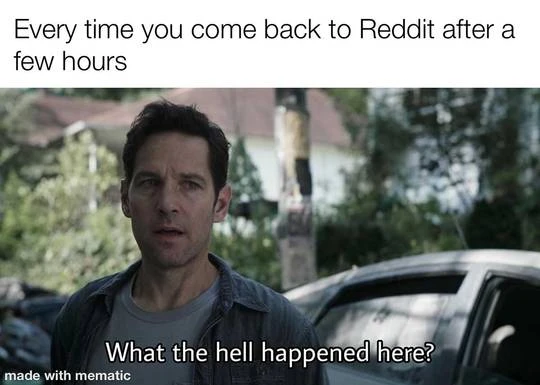 Every time you come back to Reddit after a
few hours
What the hell happened here?
made with mematic